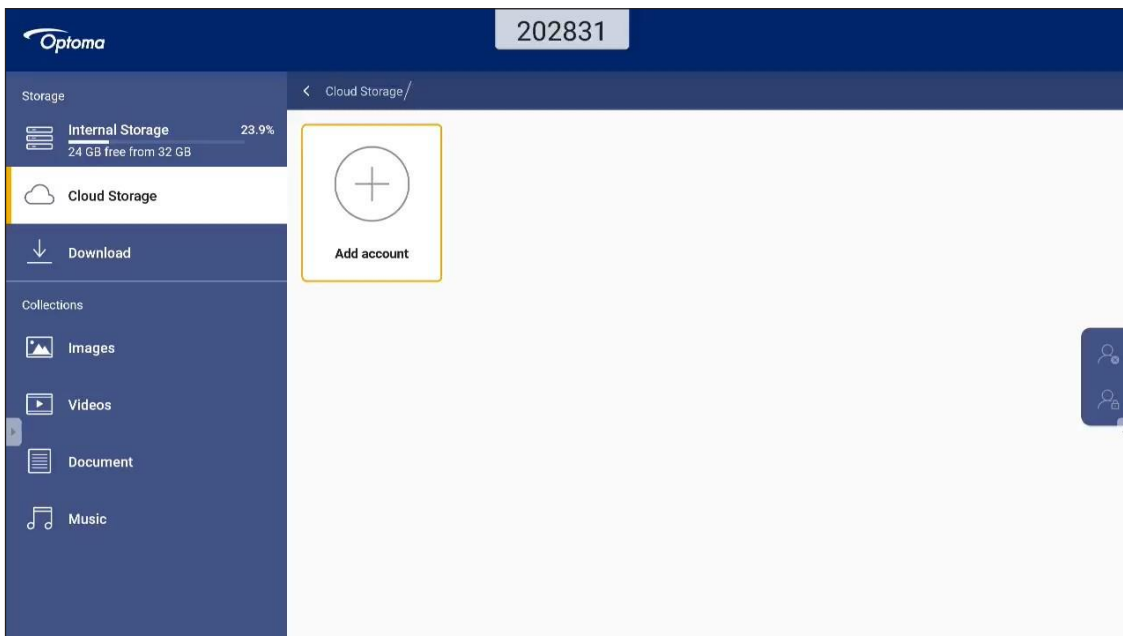 Optoma
202831
Storage
Cloud Storage/
Internal Storage 23.9%
24 GB free from 32 GB
Cloud Storage
Download
Add account
Collections
Images
Videos
Document
Music